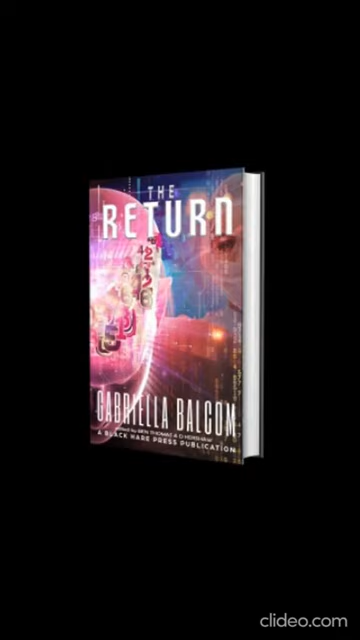 THE
RETURN
GABRIELLA BALCOM
A BLACK HARE PRESS PUBLICATION
clideo.com